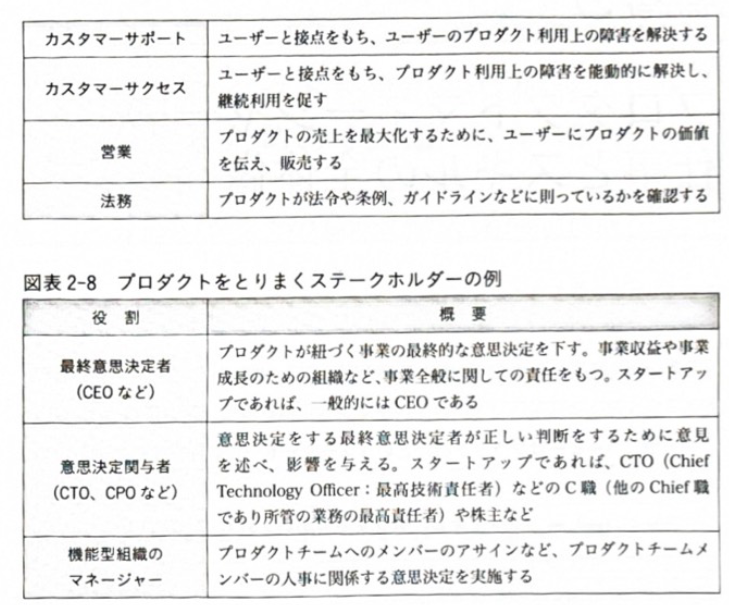 カスタマーサポート
ユーザーと接点をもち、ユーザーのプロダクト利用上の障害を解決する
カスタマーサクセス
ユーザーと接点をもち、プロダクト利用上の障害を能動的に解決し、
継続利用を促す
営業
プロダクトの売上を最大化するために、ユーザーにプロダクトの価値
を伝え、販売する
法務
プロダクトが法令や条例、ガイドラインなどに則っているかを確認する
図表2-8 プロダクトをとりまくステークホルダーの例
役 割
概 要
最終意思決定者
（CEOなど）
プロダクトが紐づく事業の最終的な意思決定を下す。事業収益や事業
成長のための組織など、事業全般に関しての責任をもつ。スタートアッ
プであれば、一般的にはCEOである
意思決定関与者
（CTO、CPOなど）
意思決定をする最終意思決定者が正しい判断をするために意見
を述べ、影響を与える。スタートアップであれば、CTO（Chief
Technology Officer：最高技術責任者）などのC職（他のChief職
であり所管の業務の最高責任者）や株主など
機能型組織の
マネージャー
プロダクトチームへのメンバーのアサインなど、プロダクトチームメ
ンバーの人事に関係する意思決定を実施する